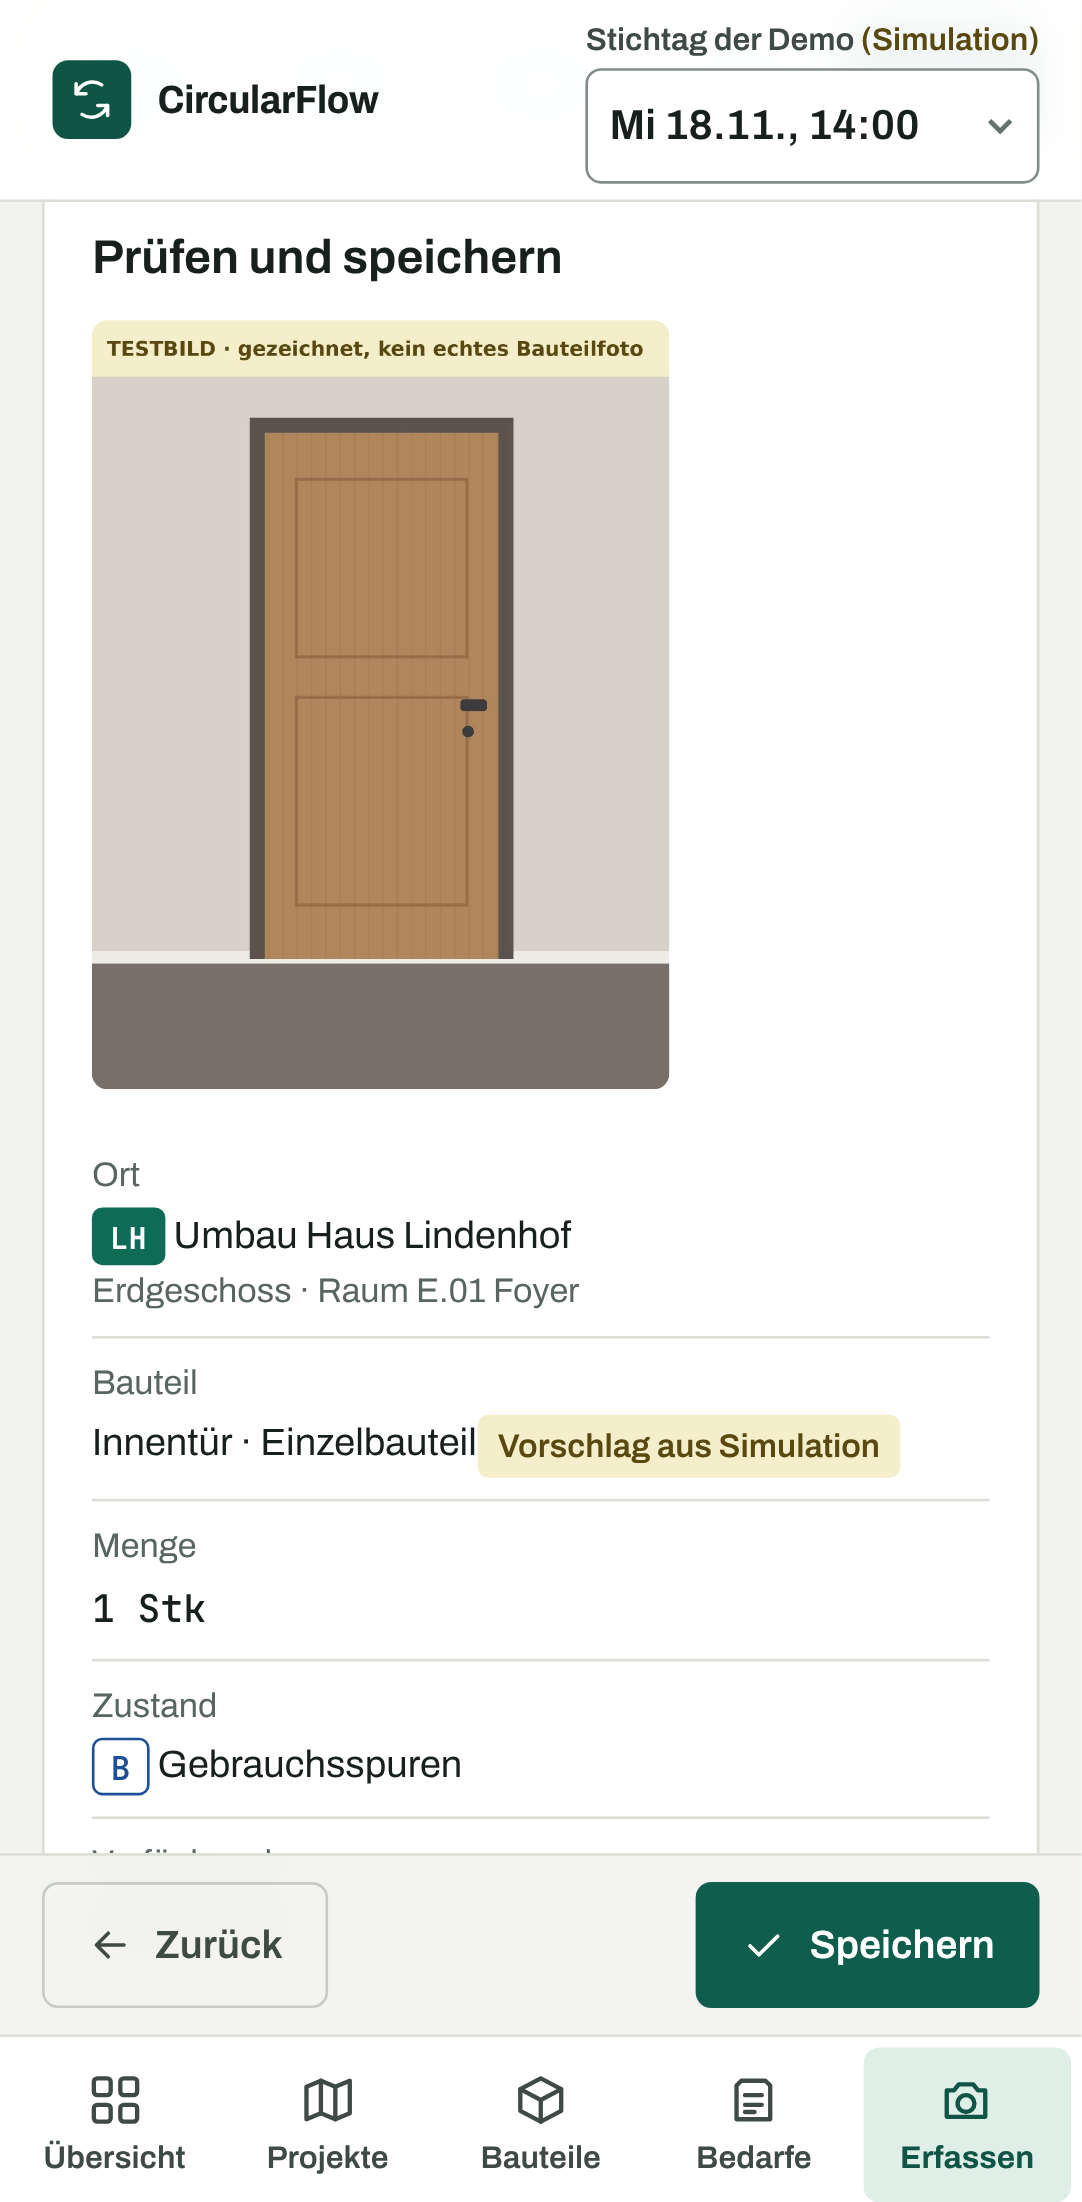 Stichtag der Demo (Simulation)
CircularFlow
Mi 18.11., 14:00
Prüfen und speichern
TESTBILD · gezeichnet, kein echtes Bauteilfoto
Ort
LH Umbau Haus Lindenhof
Erdgeschoss · Raum E.01 Foyer
Bauteil
Innentür · Einzelbauteil Vorschlag aus Simulation
Menge
1 Stk
Zustand
B Gebrauchsspuren
Zurück
Speichern
Übersicht
Projekte
Bauteile
Bedarfe
Erfassen